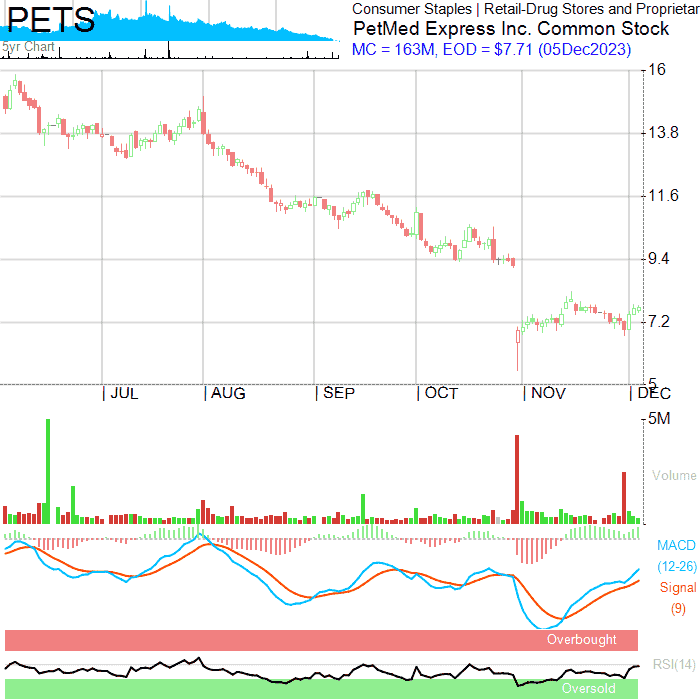 PETS
5yr Chart
Consumer Staples | Retail-Drug Stores and Proprietar
PetMed Express Inc. Common Stock
MC = 163M, EOD = $7.71 (05Dec2023)
16
13.8
11.6
9.4
7.2
5
| JUL | AUG | SEP | OCT | NOV | DEC
5M
Volume
MACD
(12-26)
Signal
(9)
Overbought
RSI(14)
Oversold